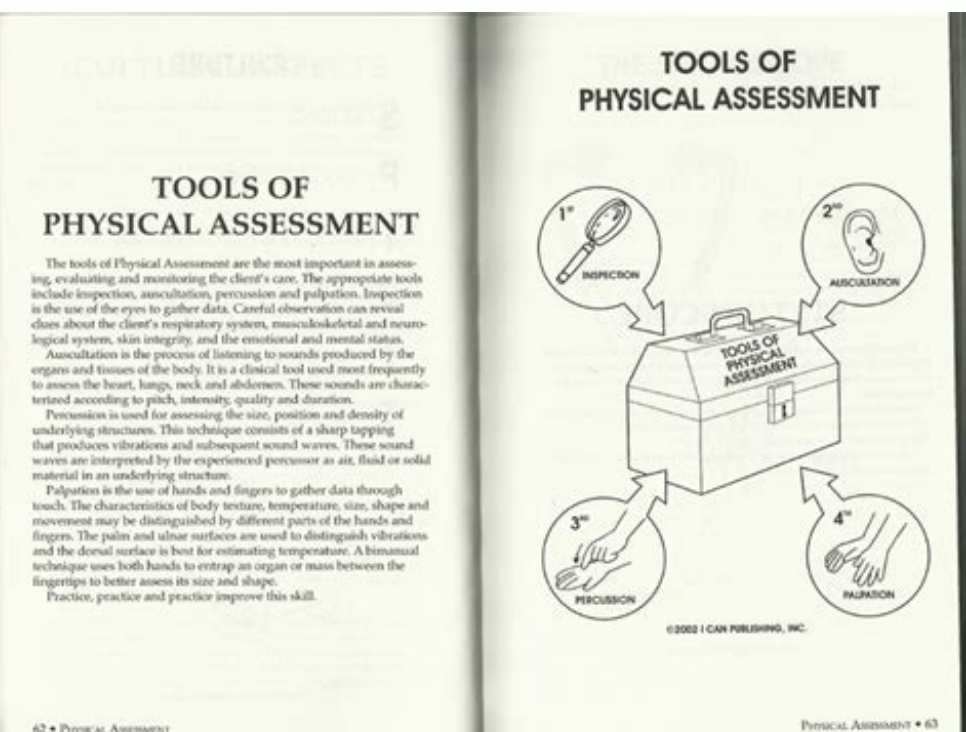 TOOLS OF
PHYSICAL ASSESSMENT
The tools of Physical Assessment are the most important in assess-
ing, evaluating and monitoring the client's care. The appropriate tools
include inspection, auscultation, percussion and palpation. Inspection
is the use of the eyes to gather data. Careful observation can reveal
clues about the client's respiratory system, musculoskeletal and neuro-
logical system, skin integrity, and the emotional and mental status.
Auscultation is the process of listening to sounds produced by the
organs and tissues of the body. It is a clinical tool used most frequently
to assess the heart, lungs, neck and abdomen. These sounds are charac-
terized according to pitch, intensity, quality and duration.
Percussion is used for assessing the size, position and density of
underlying structures. This technique consists of a sharp tapping
that produces vibrations and subsequent sound waves. These sound
waves are interpreted by the experienced percussor as air, fluid or solid
material in an underlying structure.
Palpation is the use of hands and fingers to gather data through
touch. The characteristics of body texture, temperature, size, shape and
movement may be distinguished by different parts of the hands and
fingers. The palm and ulnar surfaces are used to distinguish vibrations
and the dorsal surface is best for estimating temperature. A bimanual
technique uses both hands to entrap an organ or mass between the
fingertips to better assess its size and shape.
Practice, practice and practice improve this skill.
62 • PHYSICAL ASSESSMENT
TOOLS OF
PHYSICAL ASSESSMENT
1ST
INSPECTION
2ND
AUSCULTATION
TOOLS OF
PHYSICAL
ASSESSMENT
3RD
PERCUSSION
4TH
PALPATION
©2002 I CAN PUBLISHING, INC.
PHYSICAL ASSESSMENT • 63